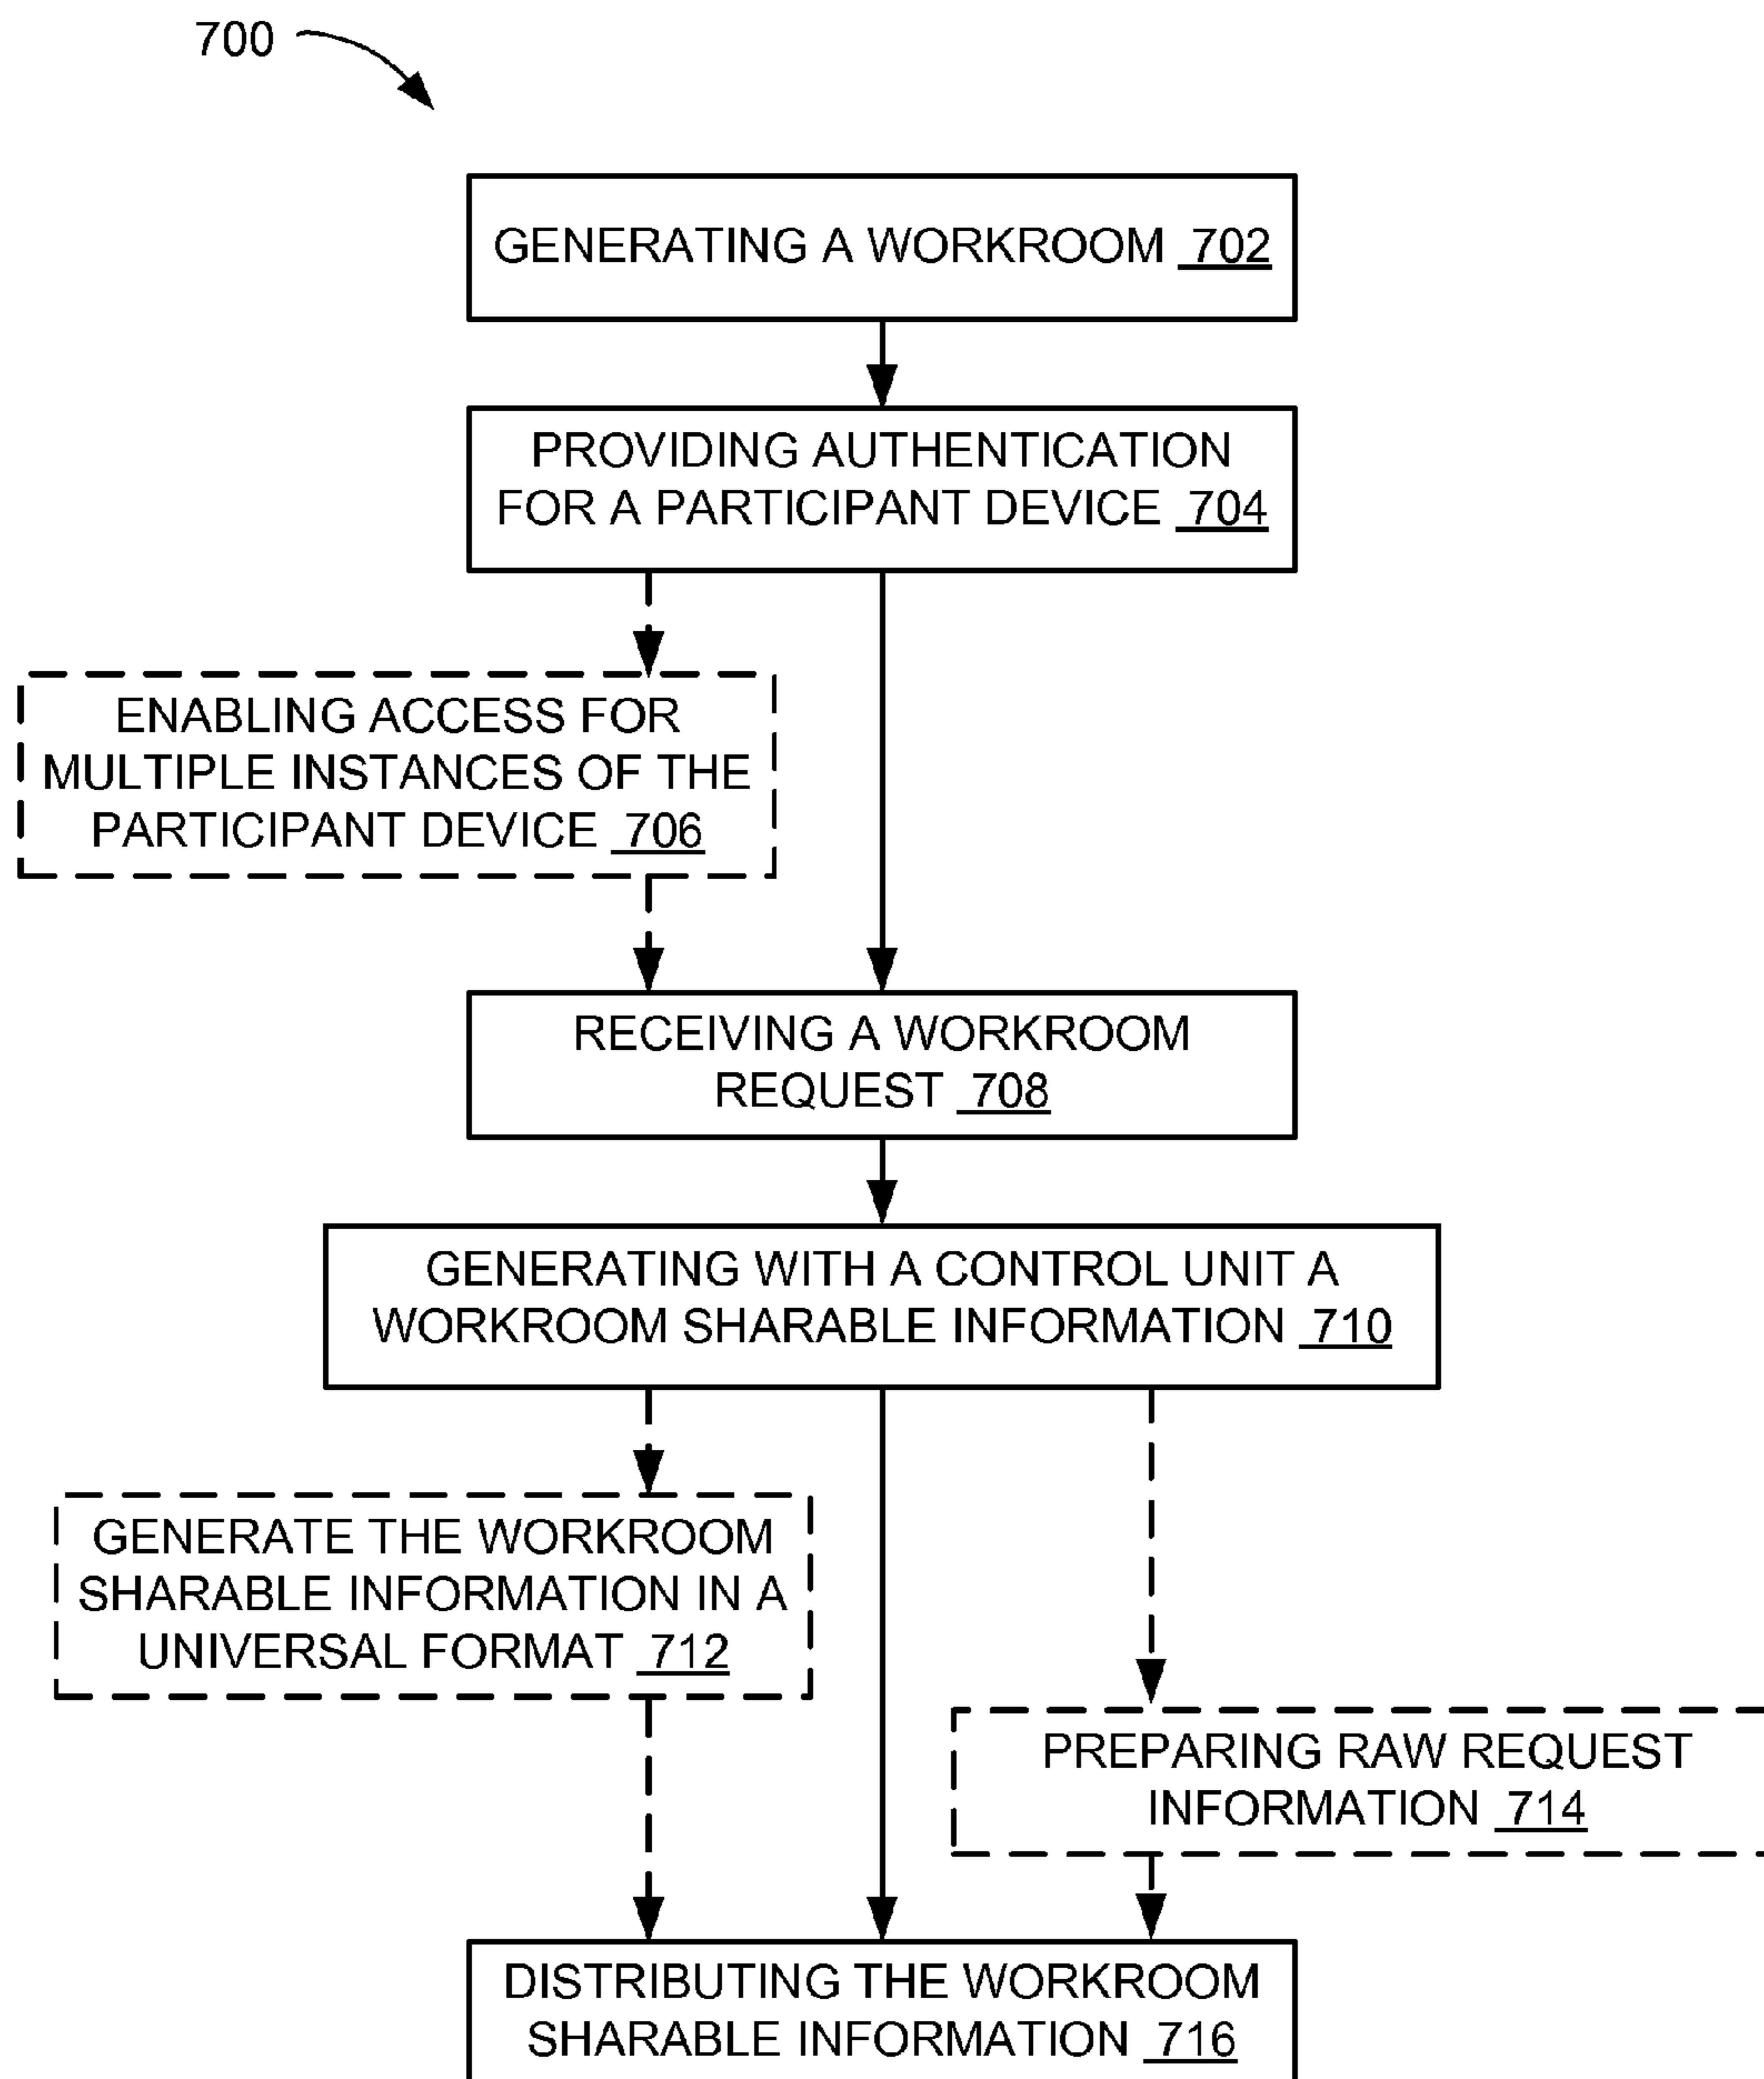 700
GENERATING A WORKROOM 702
PROVIDING AUTHENTICATION
FOR A PARTICIPANT DEVICE 704
ENABLING ACCESS FOR
MULTIPLE INSTANCES OF THE
PARTICIPANT DEVICE 706
RECEIVING A WORKROOM
REQUEST 708
GENERATING WITH A CONTROL UNIT A
WORKROOM SHARABLE INFORMATION 710
GENERATE THE WORKROOM
SHARABLE INFORMATION IN A
UNIVERSAL FORMAT 712
PREPARING RAW REQUEST
INFORMATION 714
DISTRIBUTING THE WORKROOM
SHARABLE INFORMATION 716